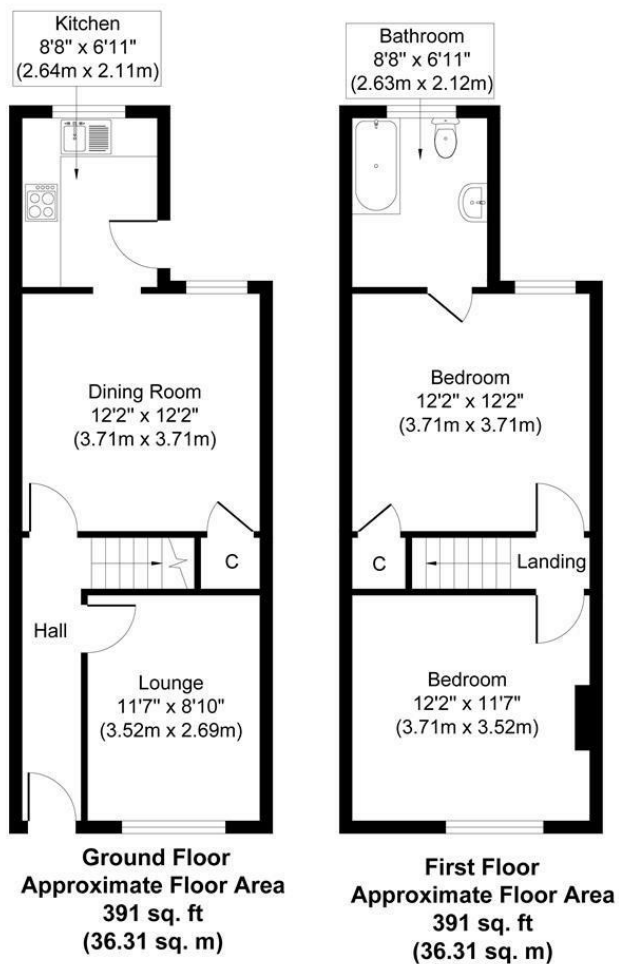 Kitchen
8'8" x 6'11"
(2.64m x 2.11m)
Dining Room
12'2" x 12'2"
(3.71m x 3.71m)
C
Hall
Lounge
11'7" x 8'10"
(3.52m x 2.69m)
Ground Floor
Approximate Floor Area
391 sq. ft
(36.31 sq. m)
Bathroom
8'8" x 6'11"
(2.63m x 2.12m)
Bedroom
12'2" x 12'2"
(3.71m x 3.71m)
C
Landing
Bedroom
12'2" x 11'7"
(3.71m x 3.52m)
First Floor
Approximate Floor Area
391 sq. ft
(36.31 sq. m)